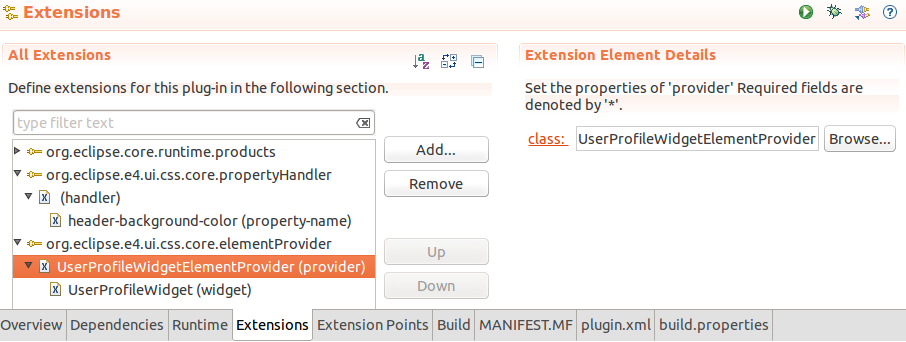 Extensions
All Extensions
Define extensions for this plug-in in the following section.
type filter text
org.eclipse.core.runtime.products
org.eclipse.e4.ui.css.core.propertyHandler
(handler)
header-background-color (property-name)
org.eclipse.e4.ui.css.core.elementProvider
UserProfileWidgetElementProvider (provider)
UserProfileWidget (widget)
Add...
Remove
Up
Down
Extension Element Details
Set the properties of 'provider' Required fields are
denoted by '*'.
class: UserProfileWidgetElementProvider Browse...
Overview Dependencies Runtime Extensions Extension Points Build MANIFEST.MF plugin.xml build.properties